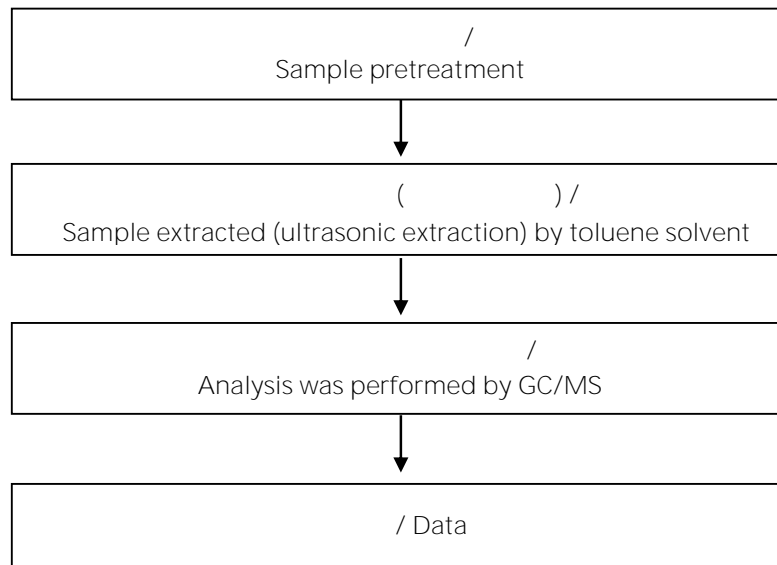 /
Sample pretreatment
( ) /
Sample extracted (ultrasonic extraction) by toluene solvent
/
Analysis was performed by GC/MS
/ Data